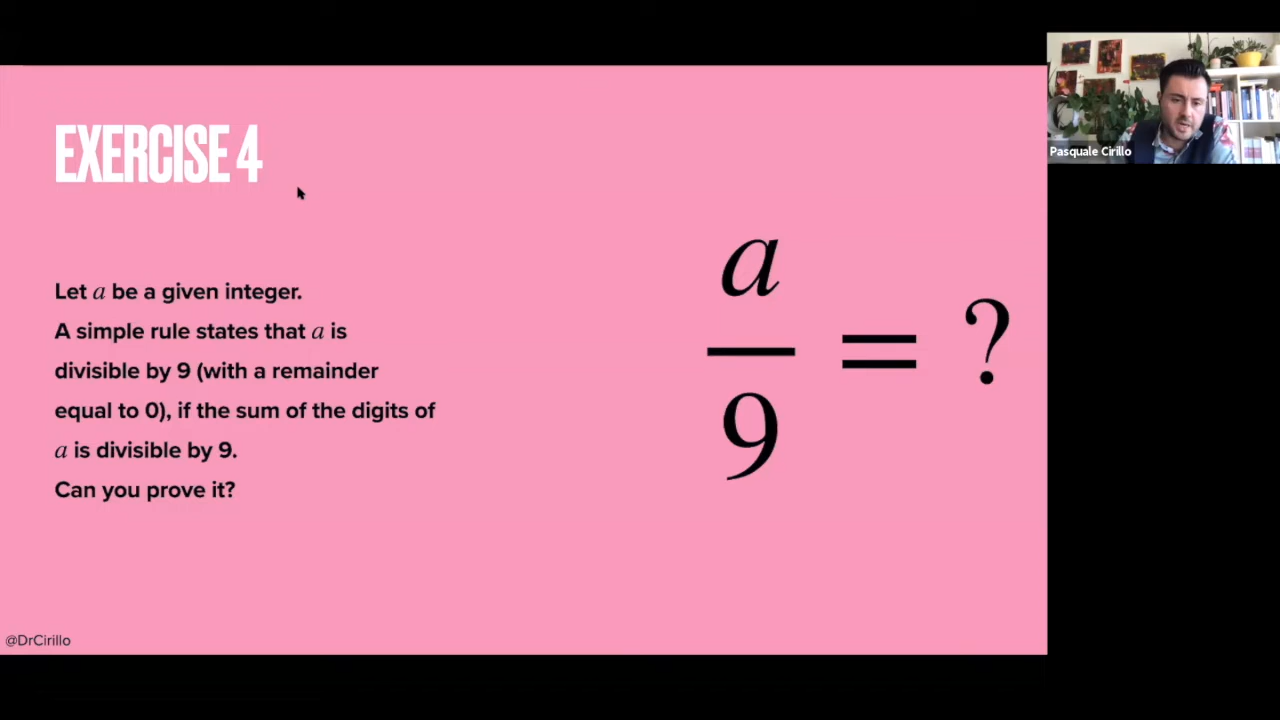 EXERCISE 4
Let a be a given integer.
A simple rule states that a is
divisible by 9 (with a remainder
equal to 0), if the sum of the digits of
a is divisible by 9.
Can you prove it?
a
= ?
9
@DrCirillo
Pasquale Cirillo